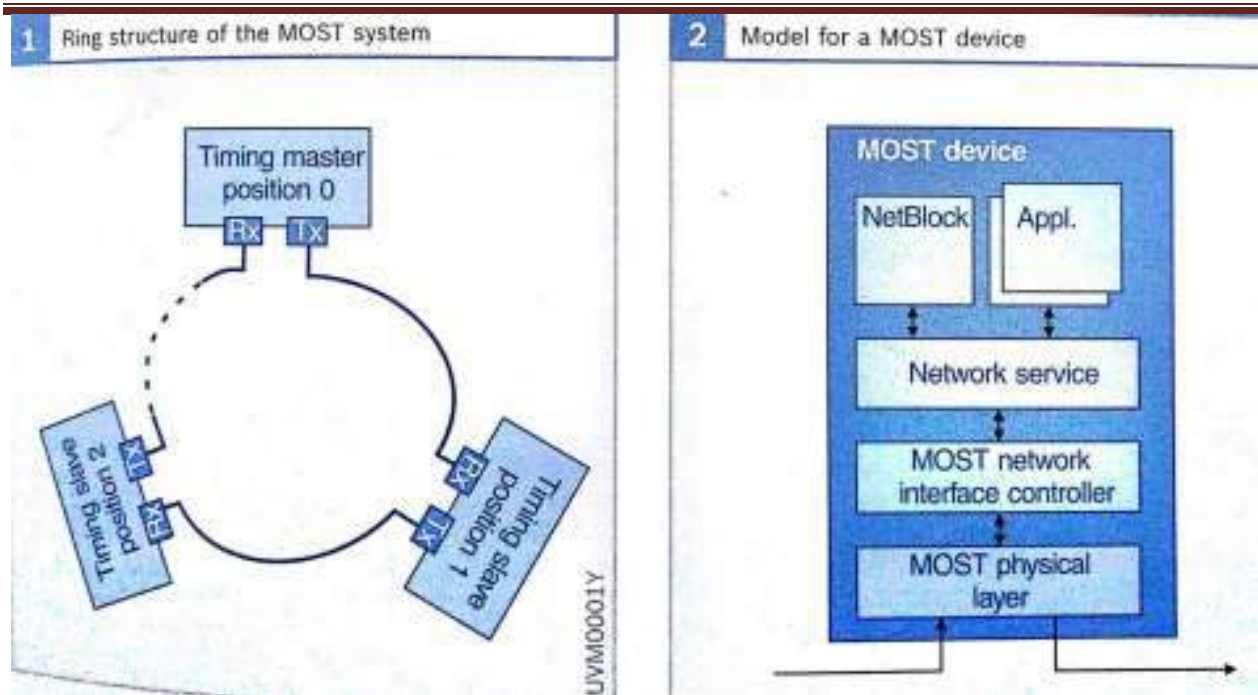 1 Ring structure of the MOST system
Timing master
position 0
Rx Tx
Rx
Tx
Timing slave
position 1
Tx
Rx
Timing slave
position 2
UVM0001Y
2 Model for a MOST device
MOST device
NetBlock
Appl.
Network service
MOST network
interface controller
MOST physical
layer